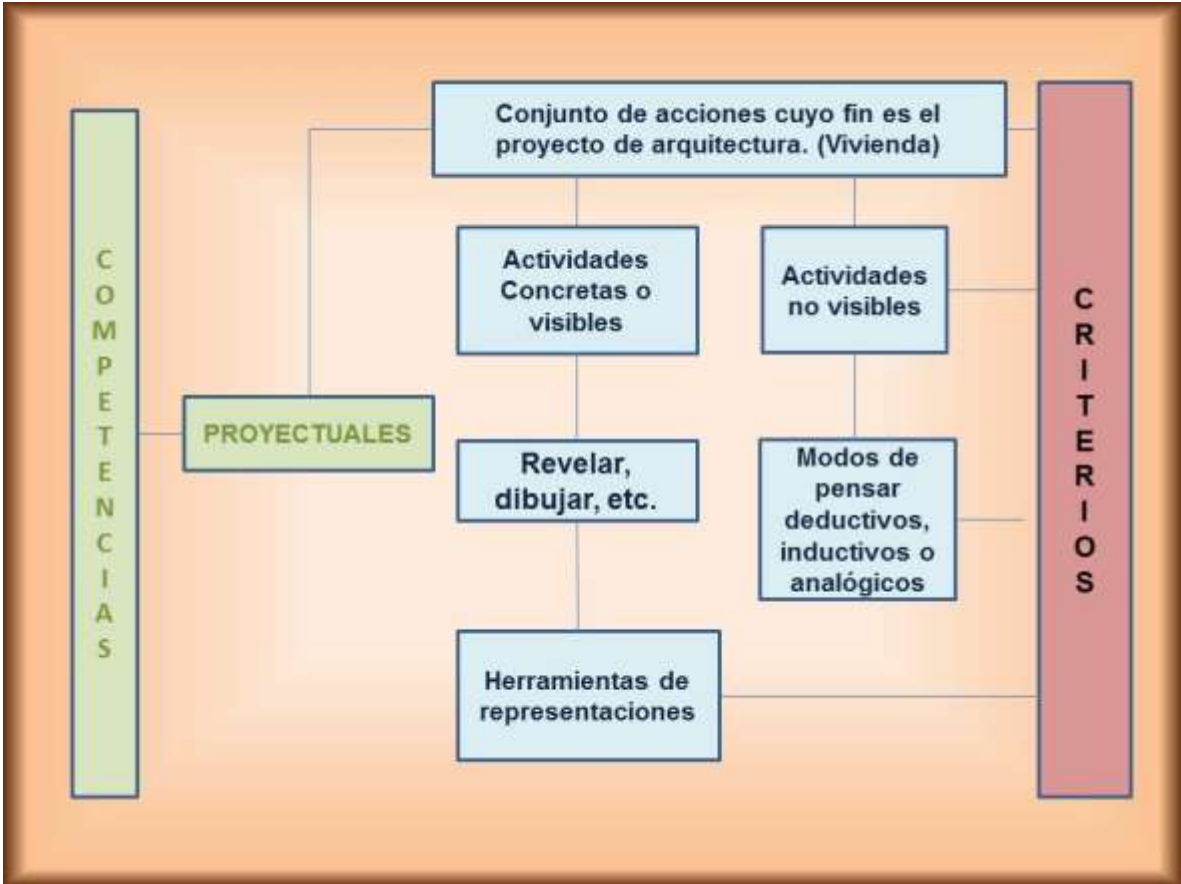 COMPETENCIAS
PROYECTUALES
Conjunto de acciones cuyo fin es el
proyecto de arquitectura. (Vivienda)
Actividades
Concretas o
visibles
Actividades
no visibles
Revelar,
dibujar, etc.
Modos de
pensar
deductivos,
inductivos o
analógicos
Herramientas de
representaciones
CRITERIOS